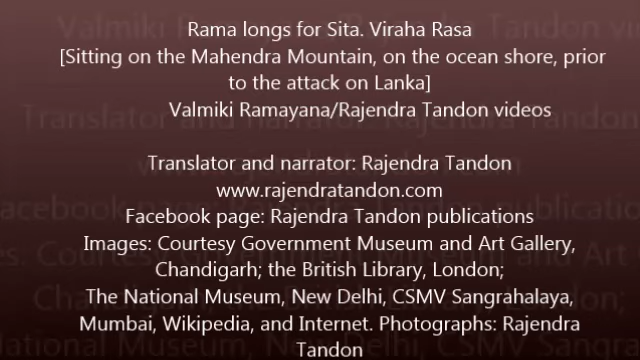 Rama longs for Sita. Viraha Rasa
[Sitting on the Mahendra Mountain, on the ocean shore, prior
to the attack on Lanka]
Valmiki Ramayana/Rajendra Tandon videos
Translator and narrator: Rajendra Tandon
www.rajendratandon.com
Facebook page: Rajendra Tandon publications
Images: Courtesy Government Museum and Art Gallery,
Chandigarh; the British Library, London;
The National Museum, New Delhi, CSMV Sangrahalaya,
Mumbai, Wikipedia, and Internet. Photographs: Rajendra
Tandon